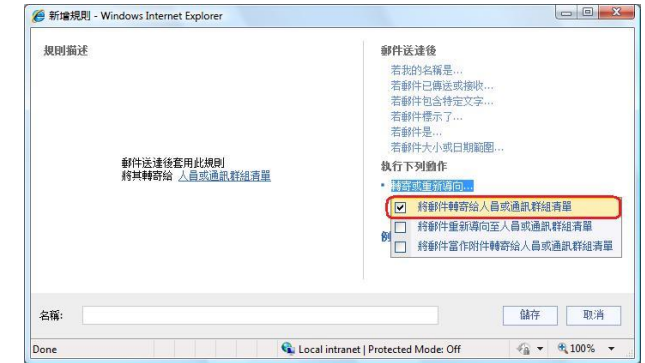 新增規則 - Windows Internet Explorer
規則描述
郵件送達後套用此規則
將其轉寄給 人員或通訊群組清單
郵件送達後
若我的名稱是...
若郵件已傳送或接收...
若郵件包含特定文字...
若郵件標示了...
若郵件是...
若郵件大小或日期範圍...
執行下列動作
轉寄或重新導向...
將郵件轉寄給人員或通訊群組清單
將郵件重新導向至人員或通訊群組清單
將郵件當作附件轉寄給人員或通訊群組清單
例
名稱:
儲存
取消
Done
Local intranet | Protected Mode: Off
100%